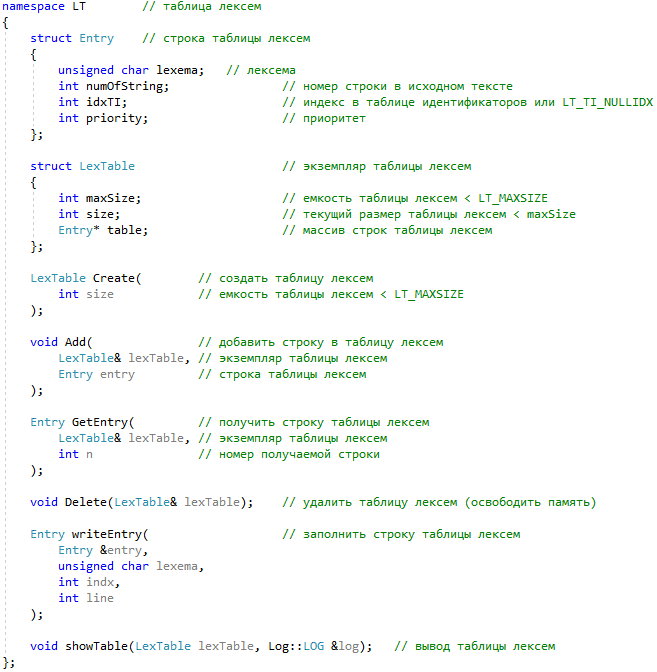 namespace LT // таблица лексем
{
struct Entry // строка таблицы лексем
{
unsigned char lexema; // лексема
int numOfString; // номер строки в исходном тексте
int idxTI; // индекс в таблице идентификаторов или LT_TI_NULLIDX
int priority; // приоритет
};
struct LexTable // экземпляр таблицы лексем
{
int maxSize; // емкость таблицы лексем < LT_MAXSIZE
int size; // текущий размер таблицы лексем < maxSize
Entry* table; // массив строк таблицы лексем
};
LexTable Create( // создать таблицу лексем
int size // емкость таблицы лексем < LT_MAXSIZE
);
void Add( // добавить строку в таблицу лексем
LexTable& lexTable, // экземпляр таблицы лексем
Entry entry // строка таблицы лексем
);
Entry GetEntry( // получить строку таблицы лексем
LexTable& lexTable, // экземпляр таблицы лексем
int n // номер получаемой строки
);
void Delete(LexTable& lexTable); // удалить таблицу лексем (освободить память)
Entry writeEntry( // заполнить строку таблицы лексем
Entry &entry,
unsigned char lexema,
int indx,
int line
);
void showTable(LexTable lexTable, Log::LOG &log); // вывод таблицы лексем
};